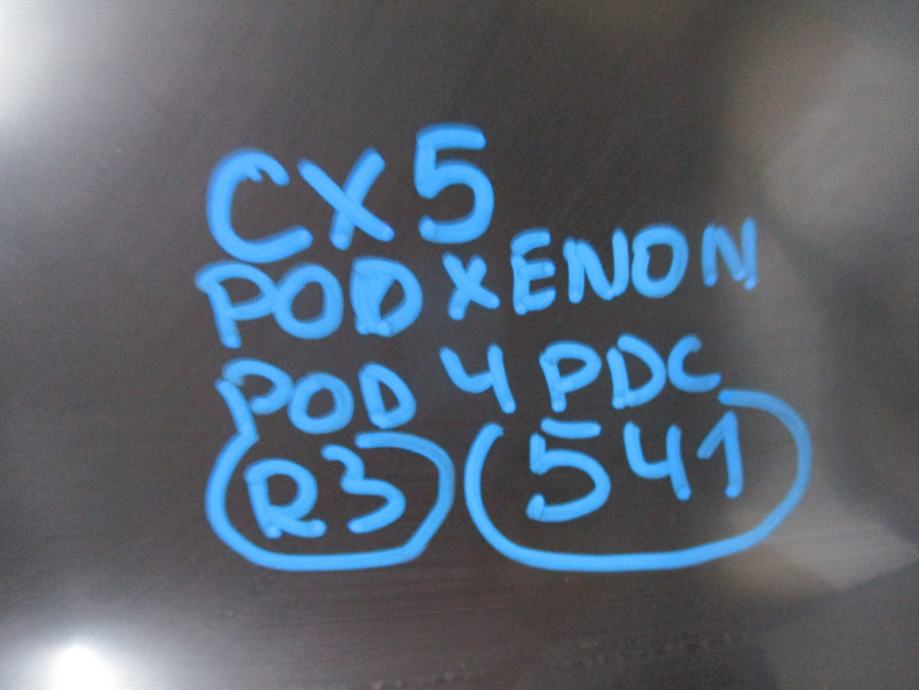 CX5
POD XENON
POD 4 PDC
R3 541